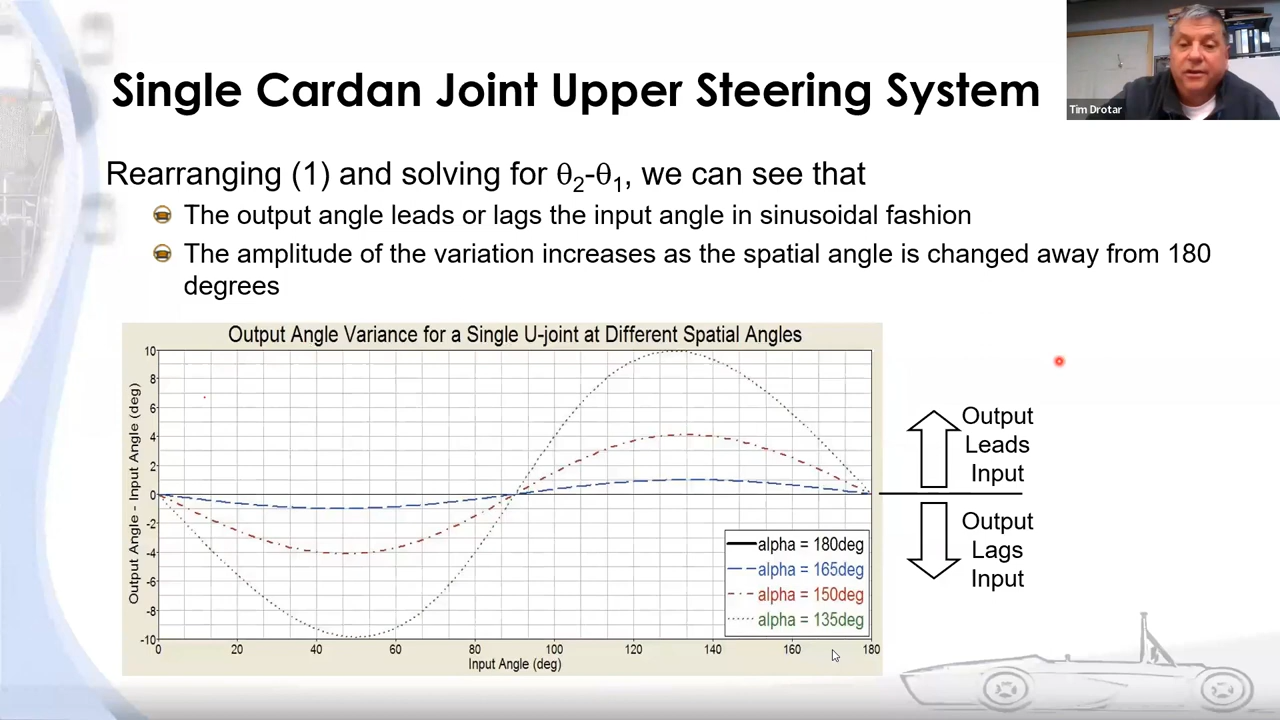 Single Cardan Joint Upper Steering System
Tim Drotar
Rearranging (1) and solving for θ2-θ1, we can see that
The output angle leads or lags the input angle in sinusoidal fashion
The amplitude of the variation increases as the spatial angle is changed away from 180
degrees
Output Angle Variance for a Single U-joint at Different Spatial Angles
Output Angle - Input Angle (deg)
10
8
6
4
2
0
-2
-4
-6
-8
-10
0 20 40 60 80 100 120 140 160 180
Input Angle (deg)
alpha = 180deg
alpha = 165deg
alpha = 150deg
alpha = 135deg
Output
Leads
Input
Output
Lags
Input